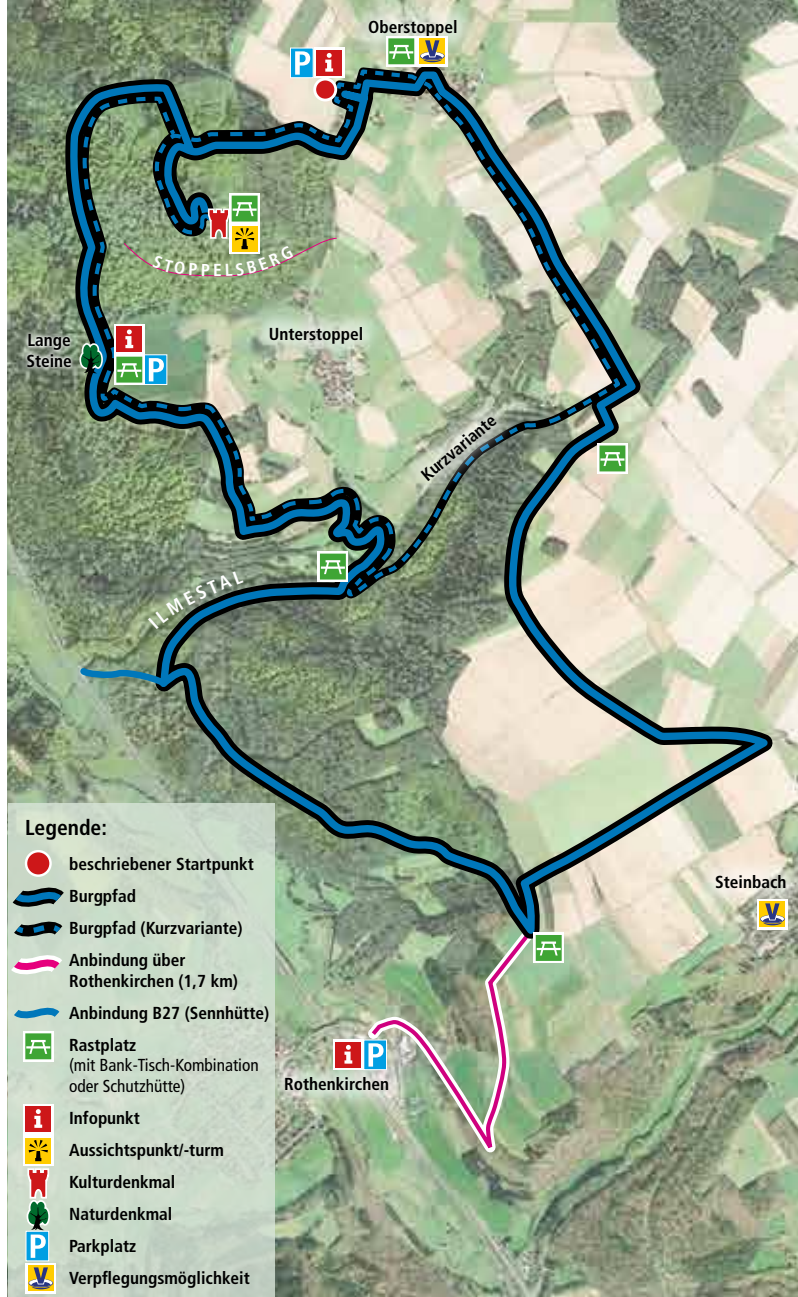 Oberstoppel
P i
V
STOPPELSBERG
Lange
Steine
i
P
Unterstoppel
Kurzvariante
ILMESTAL
Steinbach
V
i P
Rothenkirchen
Legende:
beschriebener Startpunkt
Burgpfad
Burgpfad (Kurzvariante)
Anbindung über
Rothenkirchen (1,7 km)
Anbindung B27 (Sennhütte)
Rastplatz
(mit Bank-Tisch-Kombination
oder Schutzhütte)
i Infopunkt
Aussichtspunkt/-turm
Kulturdenkmal
Naturdenkmal
P Parkplatz
V Verpflegungsmöglichkeit